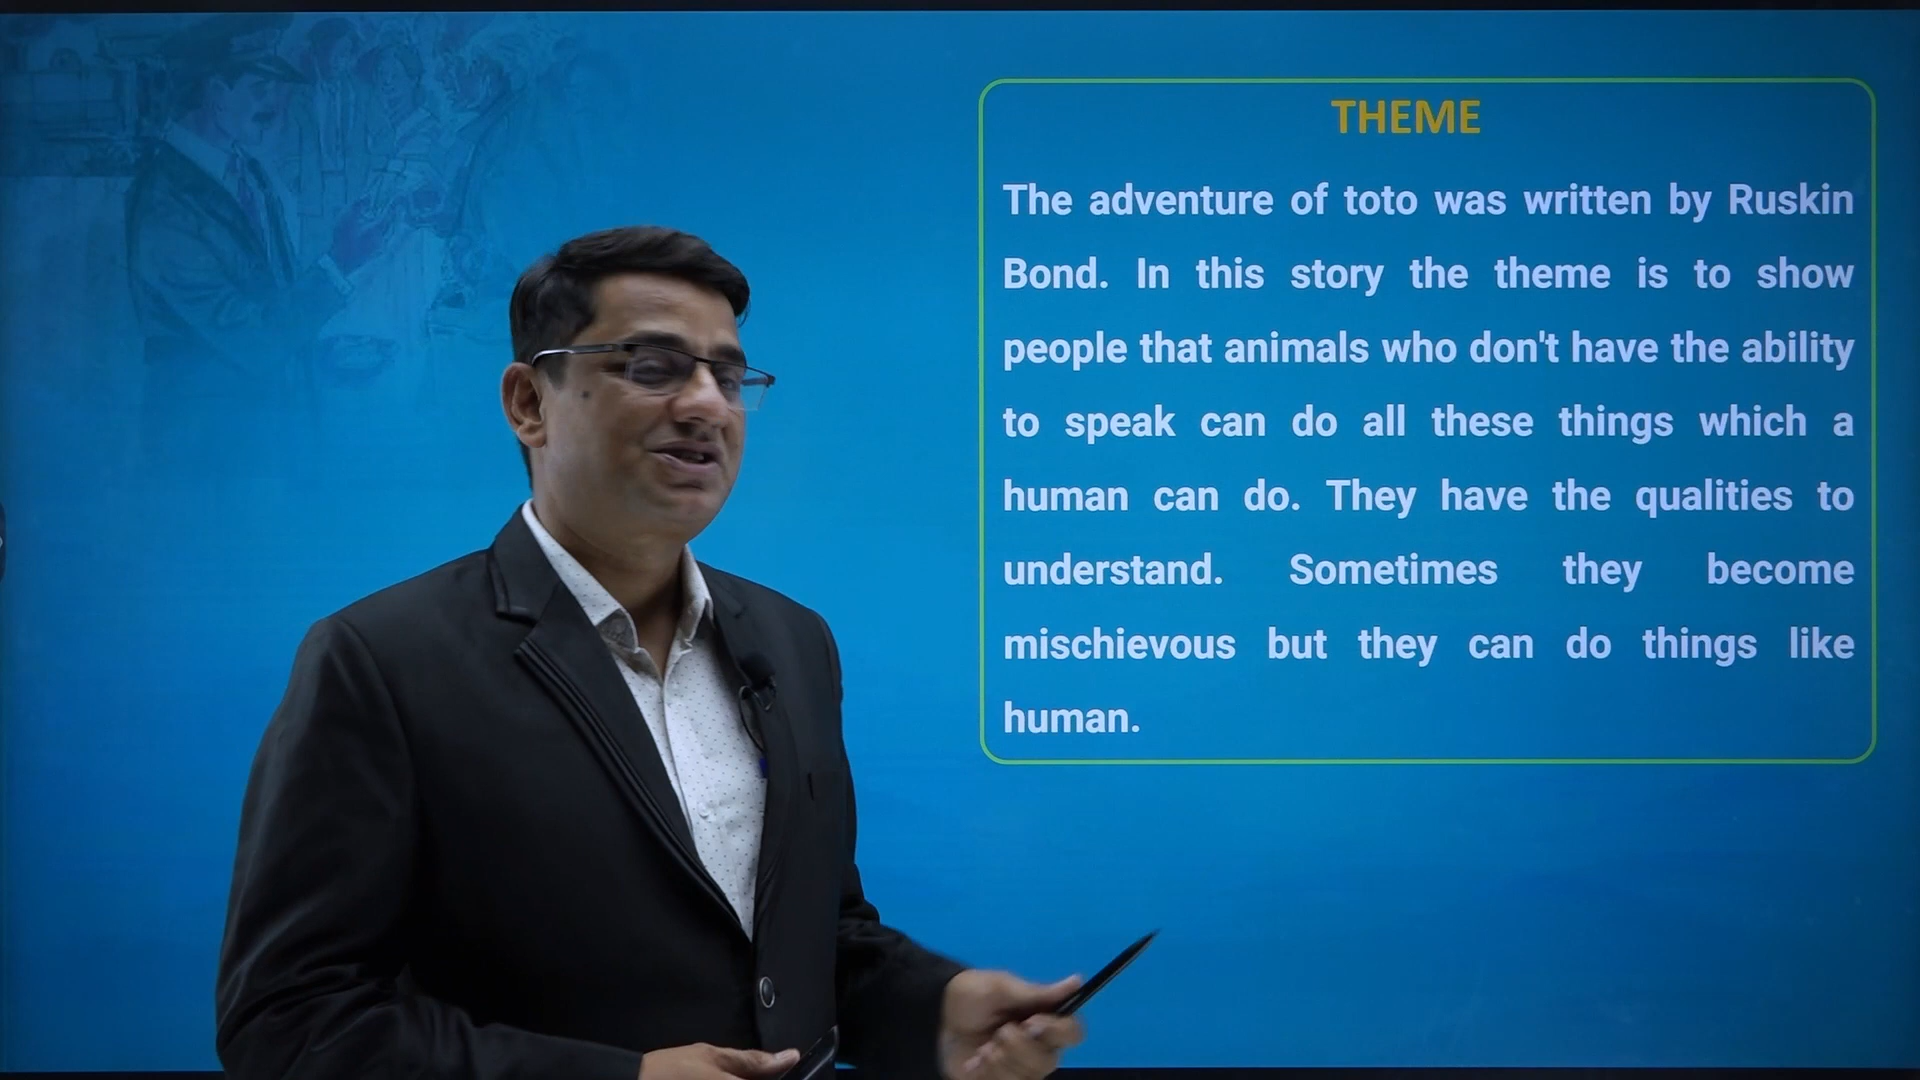 THEME
The adventure of toto was written by Ruskin
Bond. In this story the theme is to show
people that animals who don't have the ability
to speak can do all these things which a
human can do. They have the qualities to
understand. Sometimes they become
mischievous but they can do things like
human.